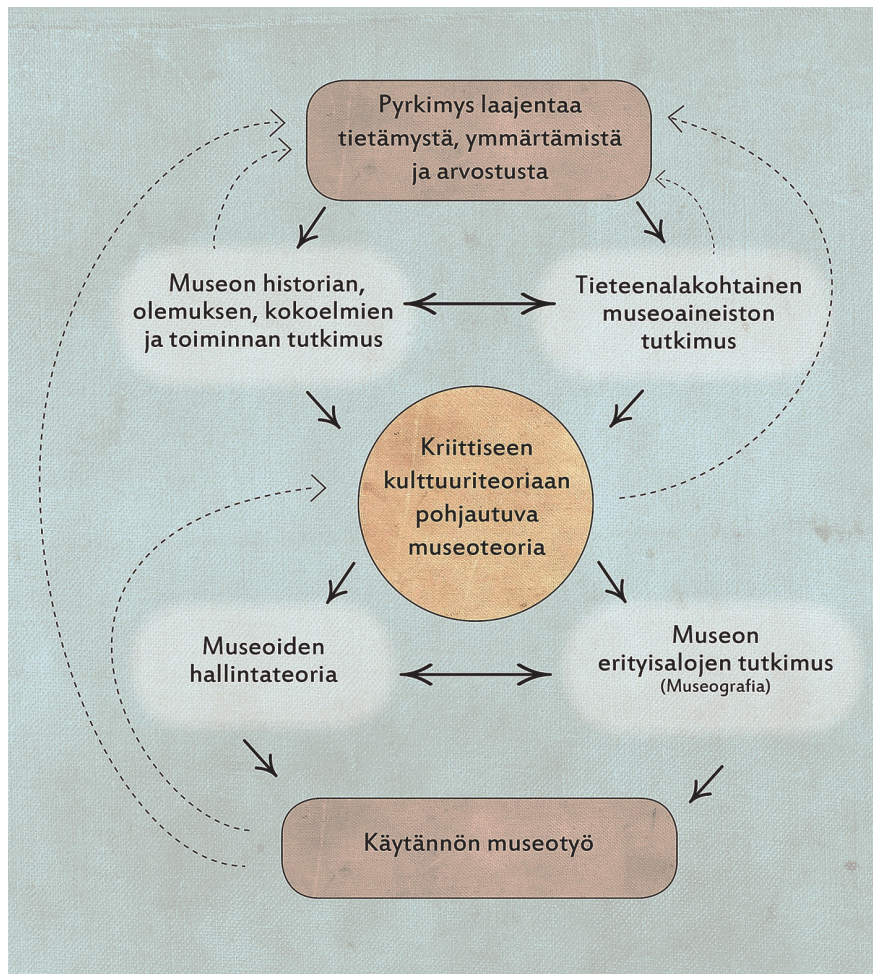 Pyrkimys laajentaa
tietämystä, ymmärtämistä
ja arvostusta
Museon historian,
olemuksen, kokoelmien
ja toiminnan tutkimus
Tieteenalakohtainen
museoaineiston
tutkimus
Kriittiseen
kulttuuriteoriaan
pohjautuva
museoteoria
Museoiden
hallintateoria
Museon
erityisalojen tutkimus
(Museografia)
Käytännön museotyö